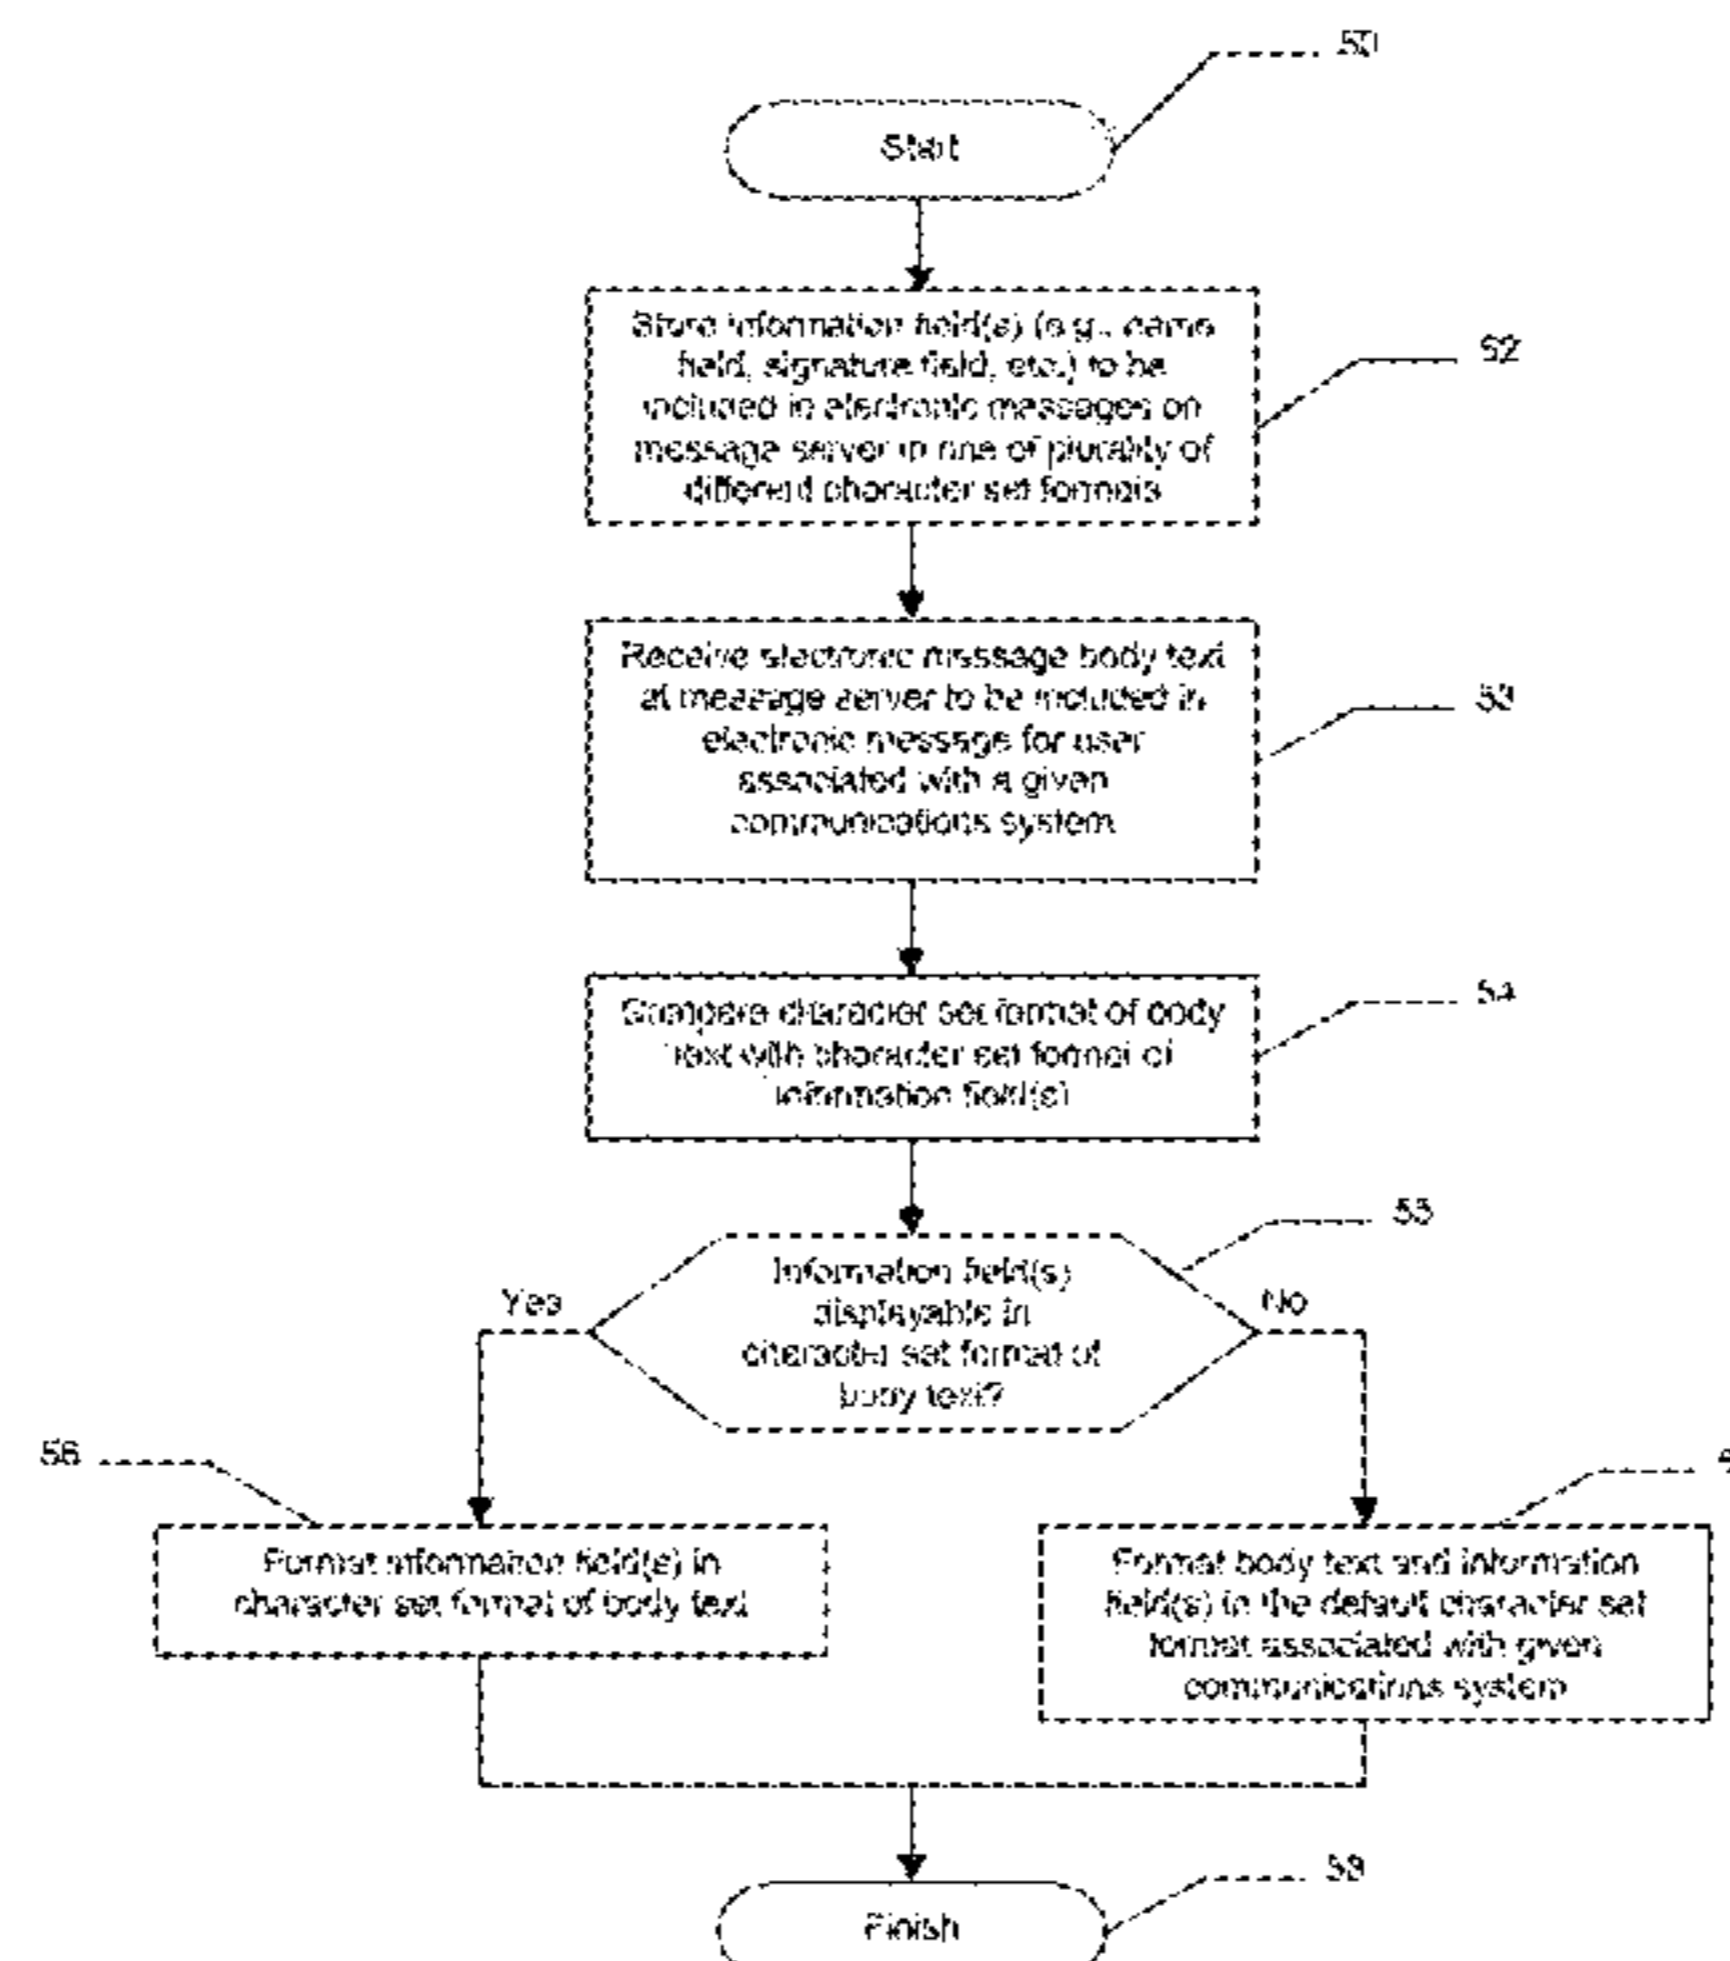 50
Start
Store information field(s) (e.g., name
field, signature field, etc.) to be
included in electronic messages on
message server in one of plurality of
different character set formats
52
Receive electronic message body text
at message server to be included in
electronic message for user
associated with a given
communications system
53
Compare character set format of body
text with character set format of
information field(s)
54
55
Information field(s)
displayable in
character set format of
body text?
Yes
No
56
Format information field(s) in
character set format of body text
Format body text and information
field(s) in the default character set
format associated with given
communications system
Finish